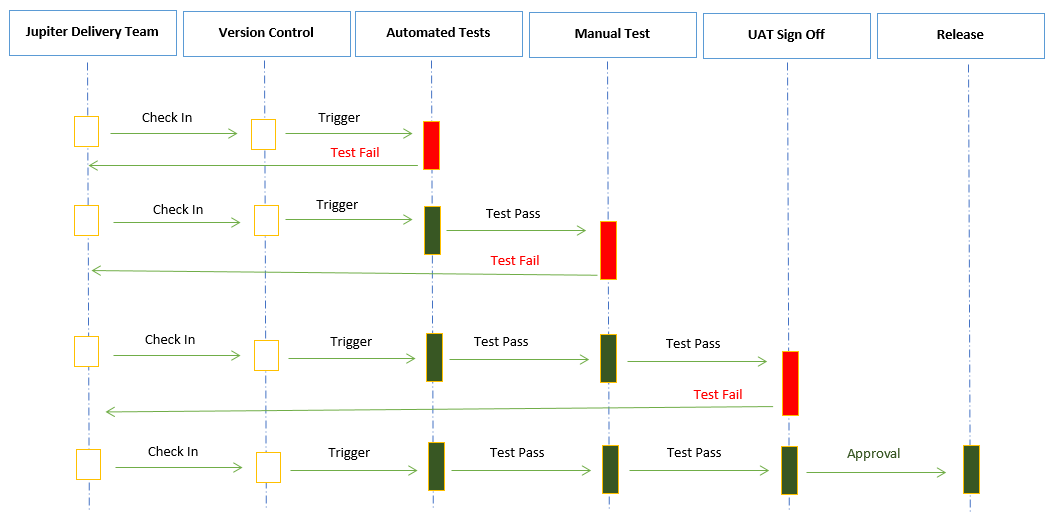 Jupiter Delivery Team
Version Control
Automated Tests
Manual Test
UAT Sign Off
Release
Check In
Trigger
Test Fail
Check In
Trigger
Test Pass
Test Fail
Check In
Trigger
Test Pass
Test Pass
Test Fail
Check In
Trigger
Test Pass
Test Pass
Approval